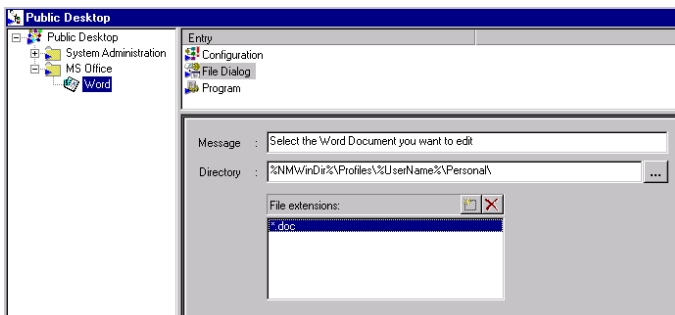 Public Desktop
Public Desktop
System Administration
MS Office
Word
Entry
Configuration
File Dialog
Program
Message : Select the Word Document you want to edit
Directory : %NMWinDir%\Profiles\%UserName%\Personal\ ...
File extensions:
*.doc